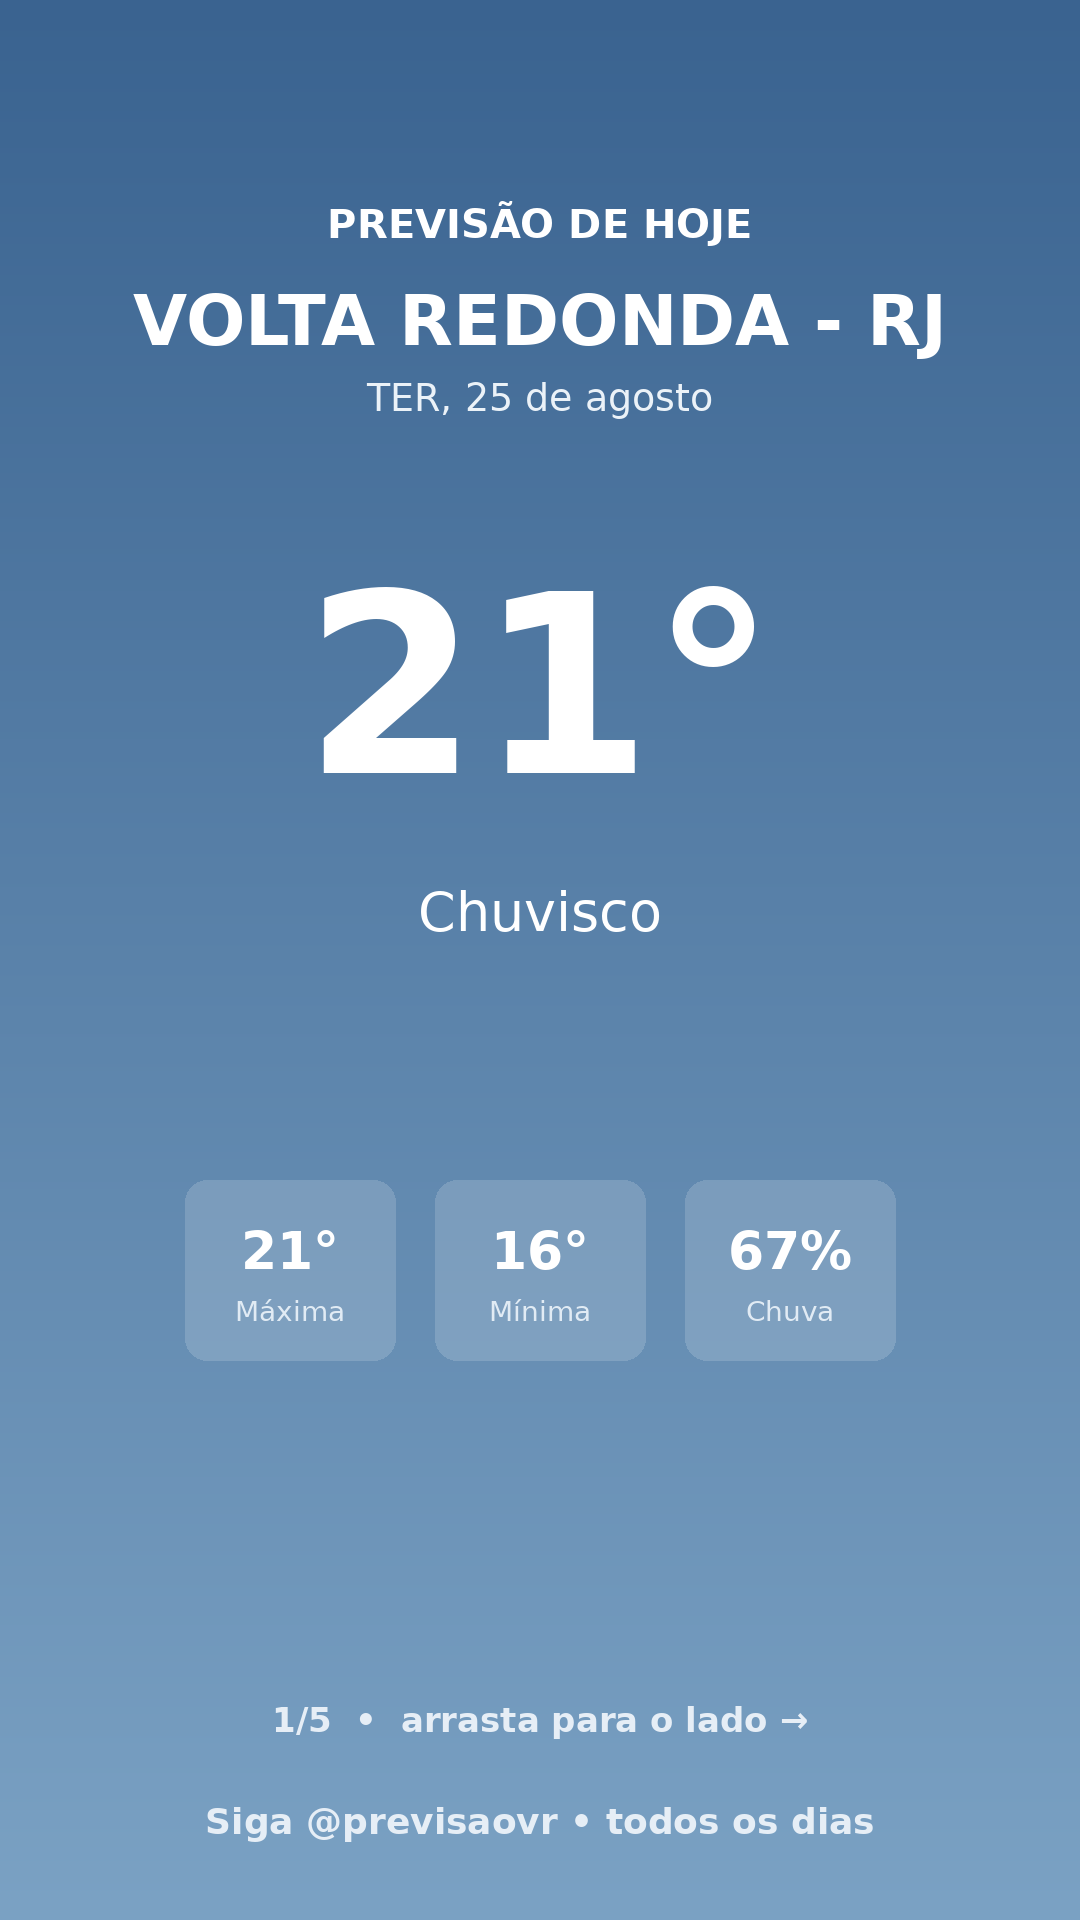 PREVISÃO DE HOJE
VOLTA REDONDA - RJ
TER, 25 de agosto
21°
Chuvisco
21° 16° 67%
Máxima Mínima Chuva
1/5 • arrasta para o lado →
Siga @previsaovr • todos os dias